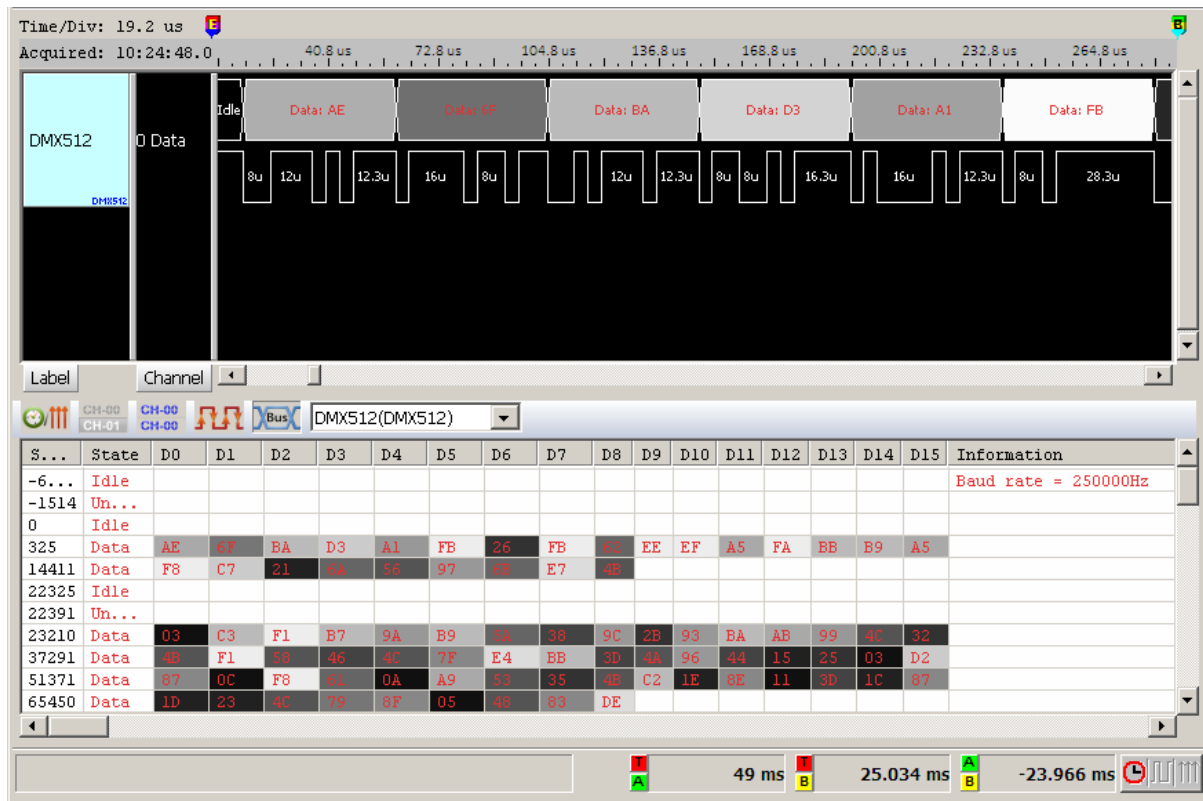 Time/Div: 19.2 us E B
Acquired: 10:24:48.0 40.8 us 72.8 us 104.8 us 136.8 us 168.8 us 200.8 us 232.8 us 264.8 us
Idle Data: AE Data: 6F Data: BA Data: D3 Data: A1 Data: FB
DMX512 0 Data
8u 12u 12.3u 16u 8u 12u 12.3u 8u 8u 16.3u 16u 12.3u 8u 28.3u
DMX512
Label Channel
CH-00 CH-01 CH-00 CH-00 Bus DMX512(DMX512)
S... State D0 D1 D2 D3 D4 D5 D6 D7 D8 D9 D10 D11 D12 D13 D14 D15 Information
-6... Idle Baud rate = 250000Hz
-1514 Un...
0 Idle
325 Data AE 6F BA D3 A1 FB 26 FB 62 EE EF A5 FA BB B9 A5
14411 Data F8 C7 21 6A 56 97 6E E7 4B
22325 Idle
22391 Un...
23210 Data 03 C3 F1 B7 9A B9 5A 38 9C 2B 93 BA AB 99 4C 32
37291 Data 4B F1 58 46 4C 7F E4 BB 3D 4A 96 44 15 25 03 D2
51371 Data 87 0C F8 61 0A A9 53 35 4B C2 1E 8E 11 3D 1C 87
65450 Data 1D 23 4C 79 8F 05 48 83 DE
T A 49 ms T B 25.034 ms A B -23.966 ms